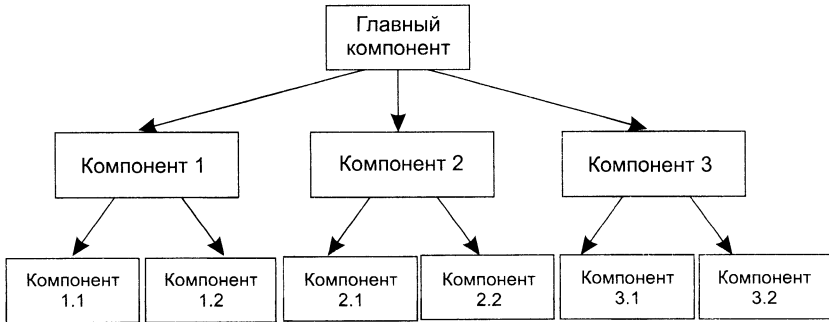 Главный
компонент
Компонент 1
Компонент 2
Компонент 3
Компонент
1.1
Компонент
1.2
Компонент
2.1
Компонент
2.2
Компонент
3.1
Компонент
3.2